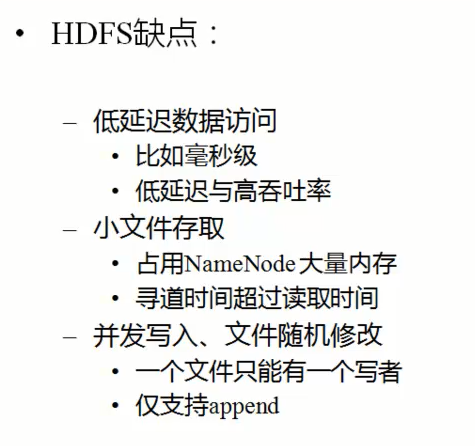 • HDFS缺点：
– 低延迟数据访问
• 比如毫秒级
• 低延迟与高吞吐率
– 小文件存取
• 占用NameNode大量内存
• 寻道时间超过读取时间
– 并发写入、文件随机修改
• 一个文件只能有一个写者
• 仅支持append